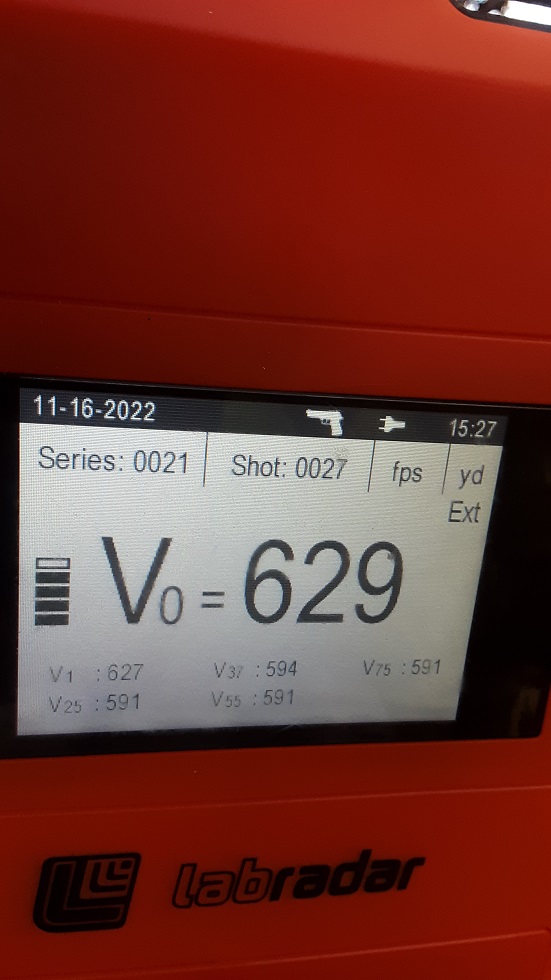 11-16-2022 15:27
Series: 0021 Shot: 0027 fps yd
Ext
V0 = 629
V1 : 627 V37 : 594 V75 : 591
V25 : 591 V55 : 591
labradar